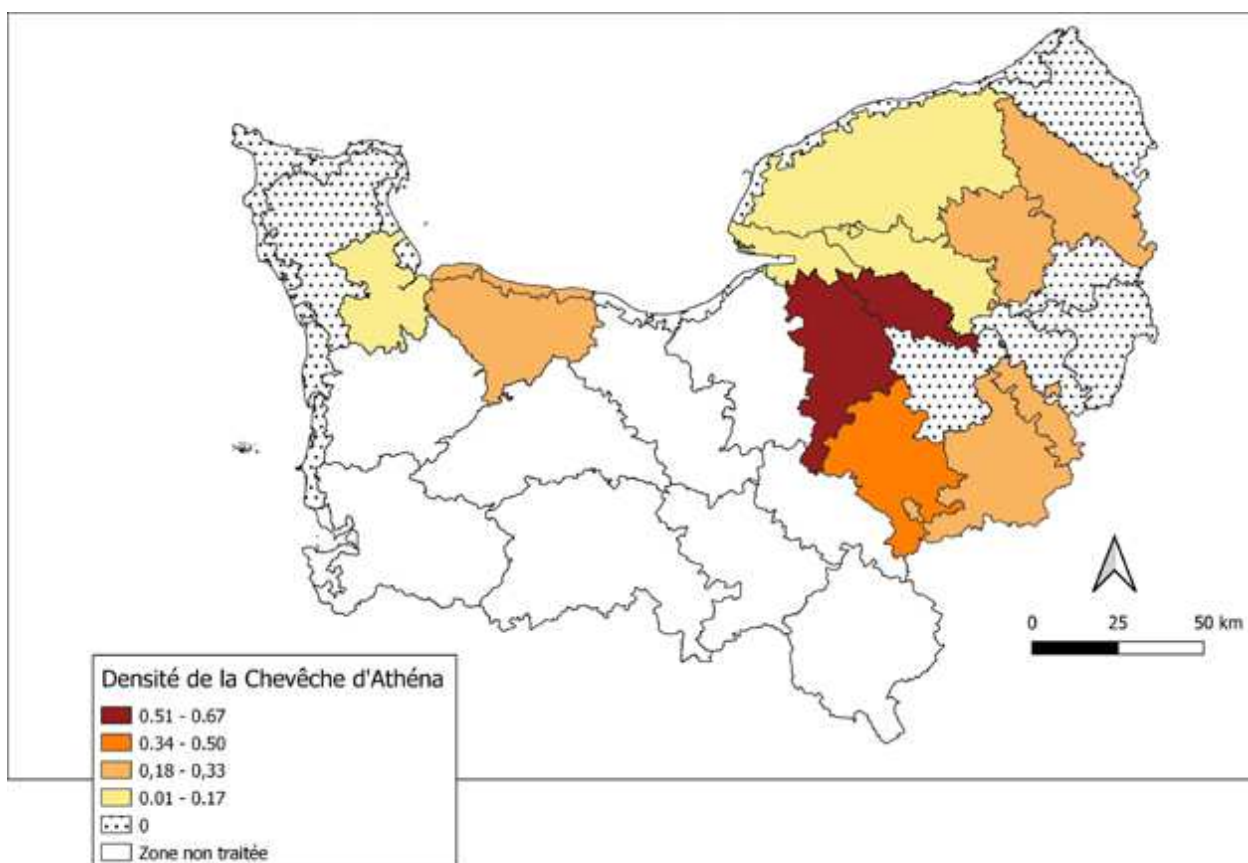 0 25 50 km
Densité de la Chevêche d'Athéna
0.51 - 0.67
0.34 - 0.50
0,18 - 0,33
0.01 - 0.17
0
Zone non traitée